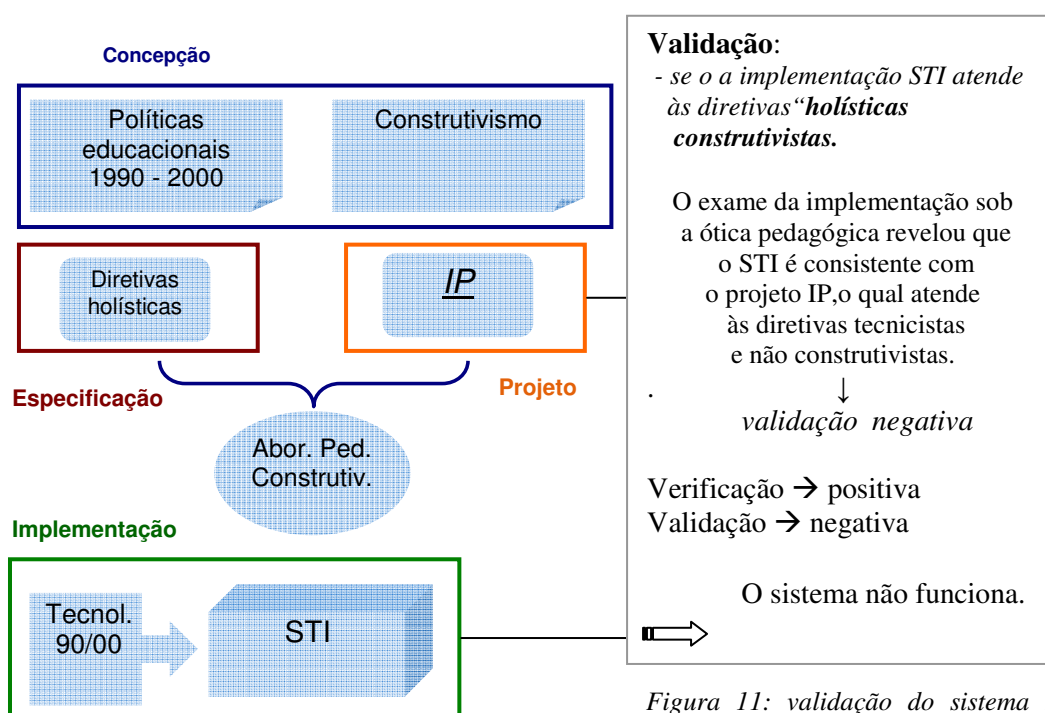 Concepção
Políticas
educacionais
1990 - 2000
Construtivismo
Diretivas
holísticas
IP
Especificação
Projeto
Abor. Ped.
Construtiv.
Implementação
Tecnol.
90/00
STI
Validação:
- se o a implementação STI atende
às diretivas“holísticas
construtivistas.
O exame da implementação sob
a ótica pedagógica revelou que
o STI é consistente com
o projeto IP,o qual atende
às diretivas tecnicistas
e não construtivistas.
. ↓
validação negativa
Verificação → positiva
Validação → negativa
O sistema não funciona.
Figura 11: validação do sistema